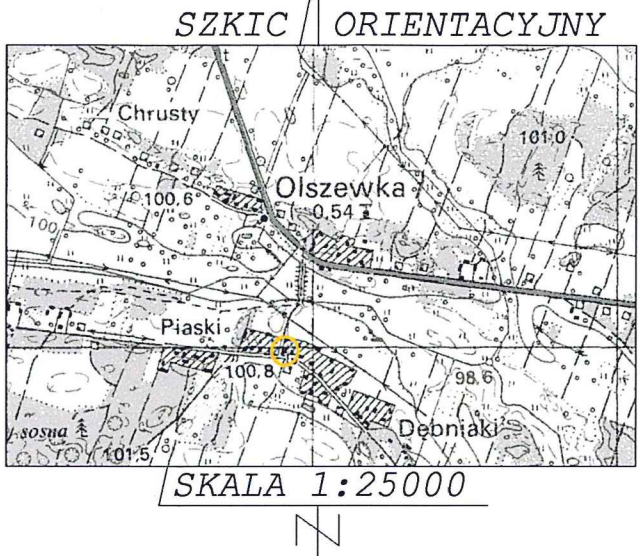 SZKIC ORIENTACYJNY
t
Chrusty
101.0
Olszewka
100.6
0.54
100
Piaski
100.8
98.6
Dębniaki
sosna
101.5
SKALA 1:25000
N